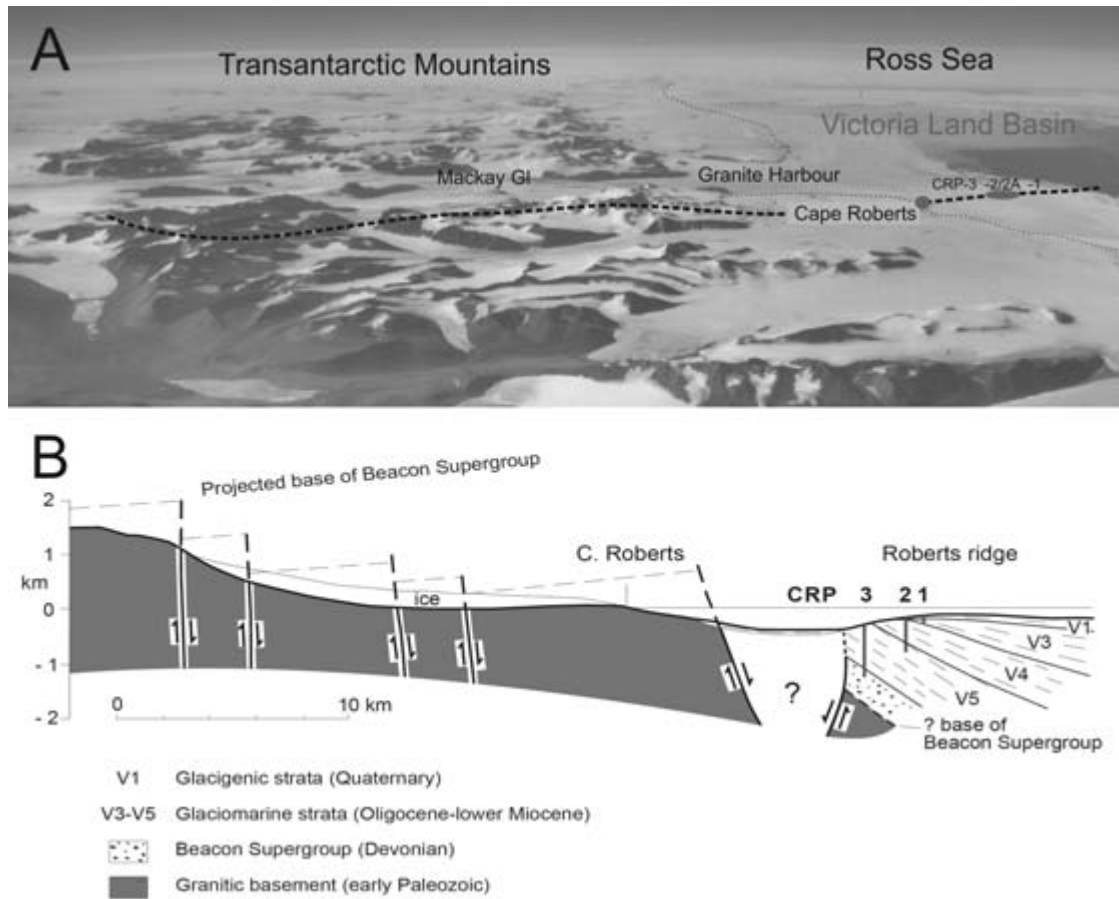 A
Transantarctic Mountains
Ross Sea
Victoria Land Basin
Mackay Gl
Granite Harbour
CRP-3 -2/2A -1
Cape Roberts
B
Projected base of Beacon Supergroup
2
1
km
0
- 1
- 2
ice
C. Roberts
Roberts ridge
CRP 3 2 1
V1
V3
V4
V5
?
? base of
Beacon Supergroup
0 10 km
V1 Glacigenic strata (Quaternary)
V3-V5 Glaciomarine strata (Oligocene-lower Miocene)
Beacon Supergroup (Devonian)
Granitic basement (early Paleozoic)